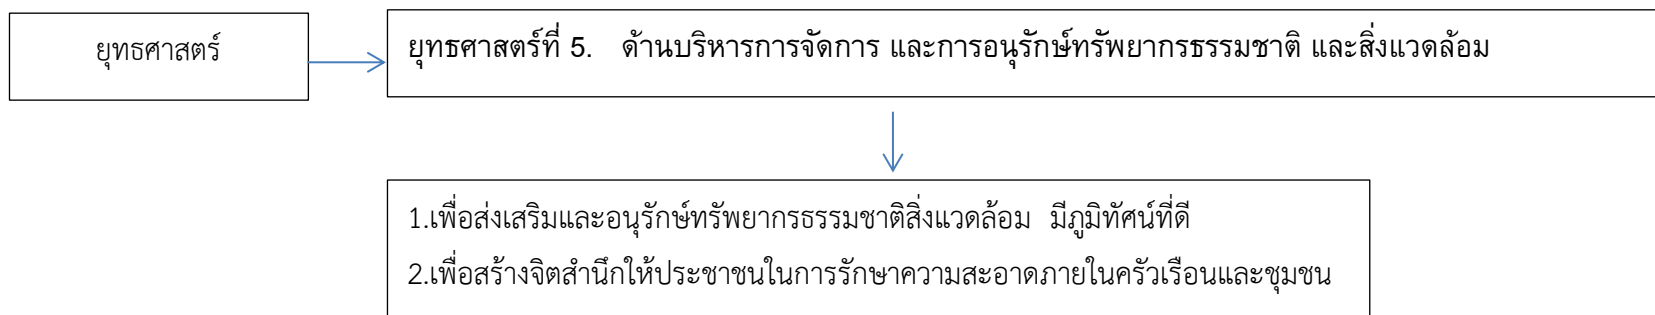 ยุทธศาสตร์
ยุทธศาสตร์ที่ 5. ด้านบริหารการจัดการ และการอนุรักษ์ทรัพยากรธรรมชาติ และสิ่งแวดล้อม
1.เพื่อส่งเสริมและอนุรักษ์ทรัพยากรธรรมชาติสิ่งแวดล้อม มีภูมิทัศน์ที่ดี
2.เพื่อสร้างจิตสำนึกให้ประชาชนในการรักษาความสะอาดภายในครัวเรือนและชุมชน